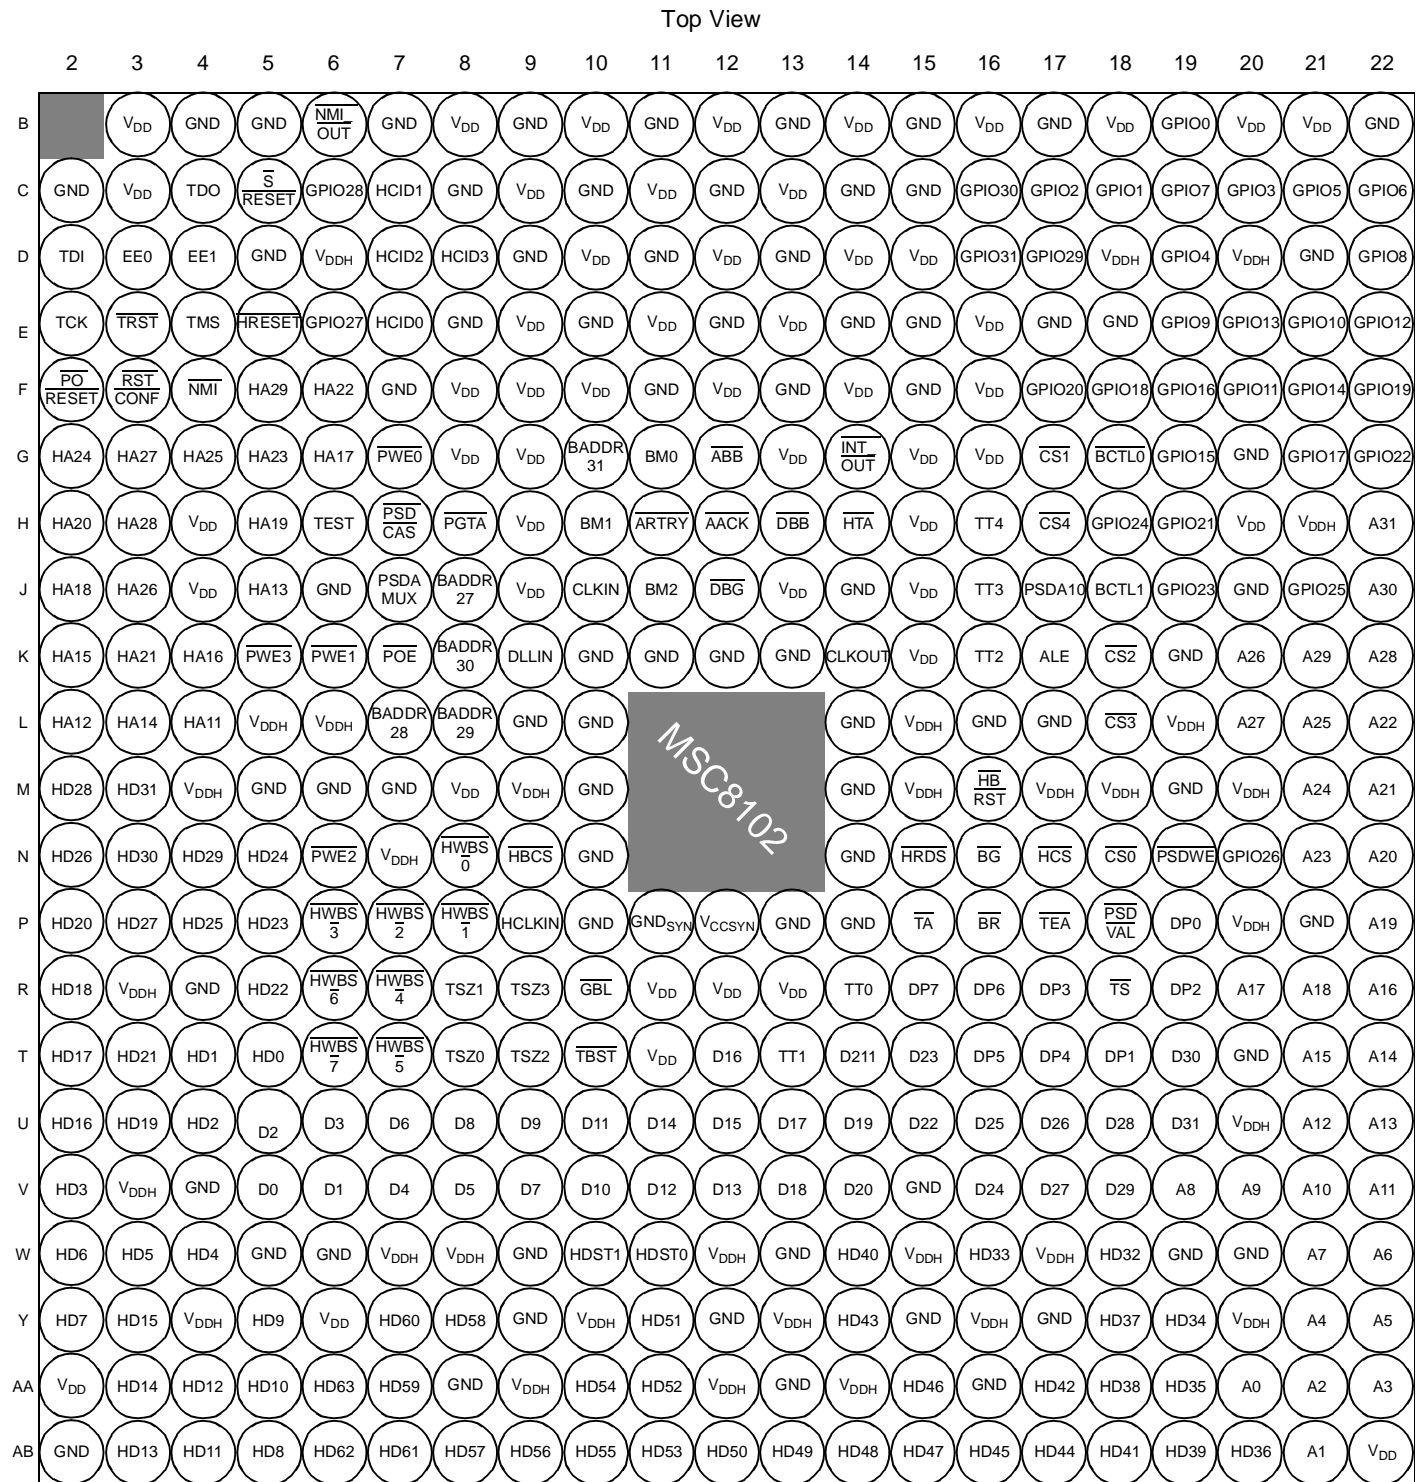 Top View
2 3 4 5 6 7 8 9 10 11 12 13 14 15 16 17 18 19 20 21 22
B VDD GND GND NMI_OUT GND VDD GND VDD GND VDD GND VDD GND VDD GND VDD GPIO0 VDD VDD GND
C GND VDD TDO S RESET GPIO28 HCID1 GND VDD GND VDD GND VDD GND GND GPIO30 GPIO2 GPIO1 GPIO7 GPIO3 GPIO5 GPIO6
D TDI EE0 EE1 GND VDDH HCID2 HCID3 GND VDD GND VDD GND VDD VDD GPIO31 GPIO29 VDDH GPIO4 VDDH GND GPIO8
E TCK TRST TMS HRESET GPIO27 HCID0 GND VDD GND VDD GND VDD GND GND VDD GND GND GPIO9 GPIO13 GPIO10 GPIO12
F PO RESET RST CONF NMI HA29 HA22 GND VDD VDD VDD GND VDD GND VDD GND VDD GPIO20 GPIO18 GPIO16 GPIO11 GPIO14 GPIO19
G HA24 HA27 HA25 HA23 HA17 PWE0 VDD VDD BADDR 31 BM0 ABB VDD INT_OUT VDD VDD CS1 BCTL0 GPIO15 GND GPIO17 GPIO22
H HA20 HA28 VDD HA19 TEST PSD CAS PGTA VDD BM1 ARTRY AACK DBB HTA VDD TT4 CS4 GPIO24 GPIO21 VDD VDDH A31
J HA18 HA26 VDD HA13 GND PSDA MUX BADDR 27 VDD CLKIN BM2 DBG VDD GND VDD TT3 PSDA10 BCTL1 GPIO23 GND GPIO25 A30
K HA15 HA21 HA16 PWE3 PWE1 POE BADDR 30 DLLIN GND GND GND GND CLKOUT VDD TT2 ALE CS2 GND A26 A29 A28
L HA12 HA14 HA11 VDDH VDDH BADDR 28 BADDR 29 GND GND GND VDDH GND GND CS3 VDDH A27 A25 A22
MSC8102
M HD28 HD31 VDDH GND GND GND VDD VDDH GND GND VDDH HB RST VDDH VDDH GND VDDH A24 A21
N HD26 HD30 HD29 HD24 PWE2 VDDH HWBS 0 HBCS GND GND HRDS BG HCS CS0 PSDWE GPIO26 A23 A20
P HD20 HD27 HD25 HD23 HWBS 3 HWBS 2 HWBS 1 HCLKIN GND GNDSYN VCCSYN GND GND TA BR TEA PSD VAL DP0 VDDH GND A19
R HD18 VDDH GND HD22 HWBS 6 HWBS 4 TSZ1 TSZ3 GBL VDD VDD VDD TT0 DP7 DP6 DP3 TS DP2 A17 A18 A16
T HD17 HD21 HD1 HD0 HWBS 7 HWBS 5 TSZ0 TSZ2 TBST VDD D16 TT1 D211 D23 DP5 DP4 DP1 D30 GND A15 A14
U HD16 HD19 HD2 D2 D3 D6 D8 D9 D11 D14 D15 D17 D19 D22 D25 D26 D28 D31 VDDH A12 A13
V HD3 VDDH GND D0 D1 D4 D5 D7 D10 D12 D13 D18 D20 GND D24 D27 D29 A8 A9 A10 A11
W HD6 HD5 HD4 GND GND VDDH VDDH GND HDST1 HDST0 VDDH GND HD40 VDDH HD33 VDDH HD32 GND GND A7 A6
Y HD7 HD15 VDDH HD9 VDD HD60 HD58 GND VDDH HD51 GND VDDH HD43 GND VDDH GND HD37 HD34 VDDH A4 A5
AA VDD HD14 HD12 HD10 HD63 HD59 GND VDDH HD54 HD52 VDDH GND VDDH HD46 GND HD42 HD38 HD35 A0 A2 A3
AB GND HD13 HD11 HD8 HD62 HD61 HD57 HD56 HD55 HD53 HD50 HD49 HD48 HD47 HD45 HD44 HD41 HD39 HD36 A1 VDD